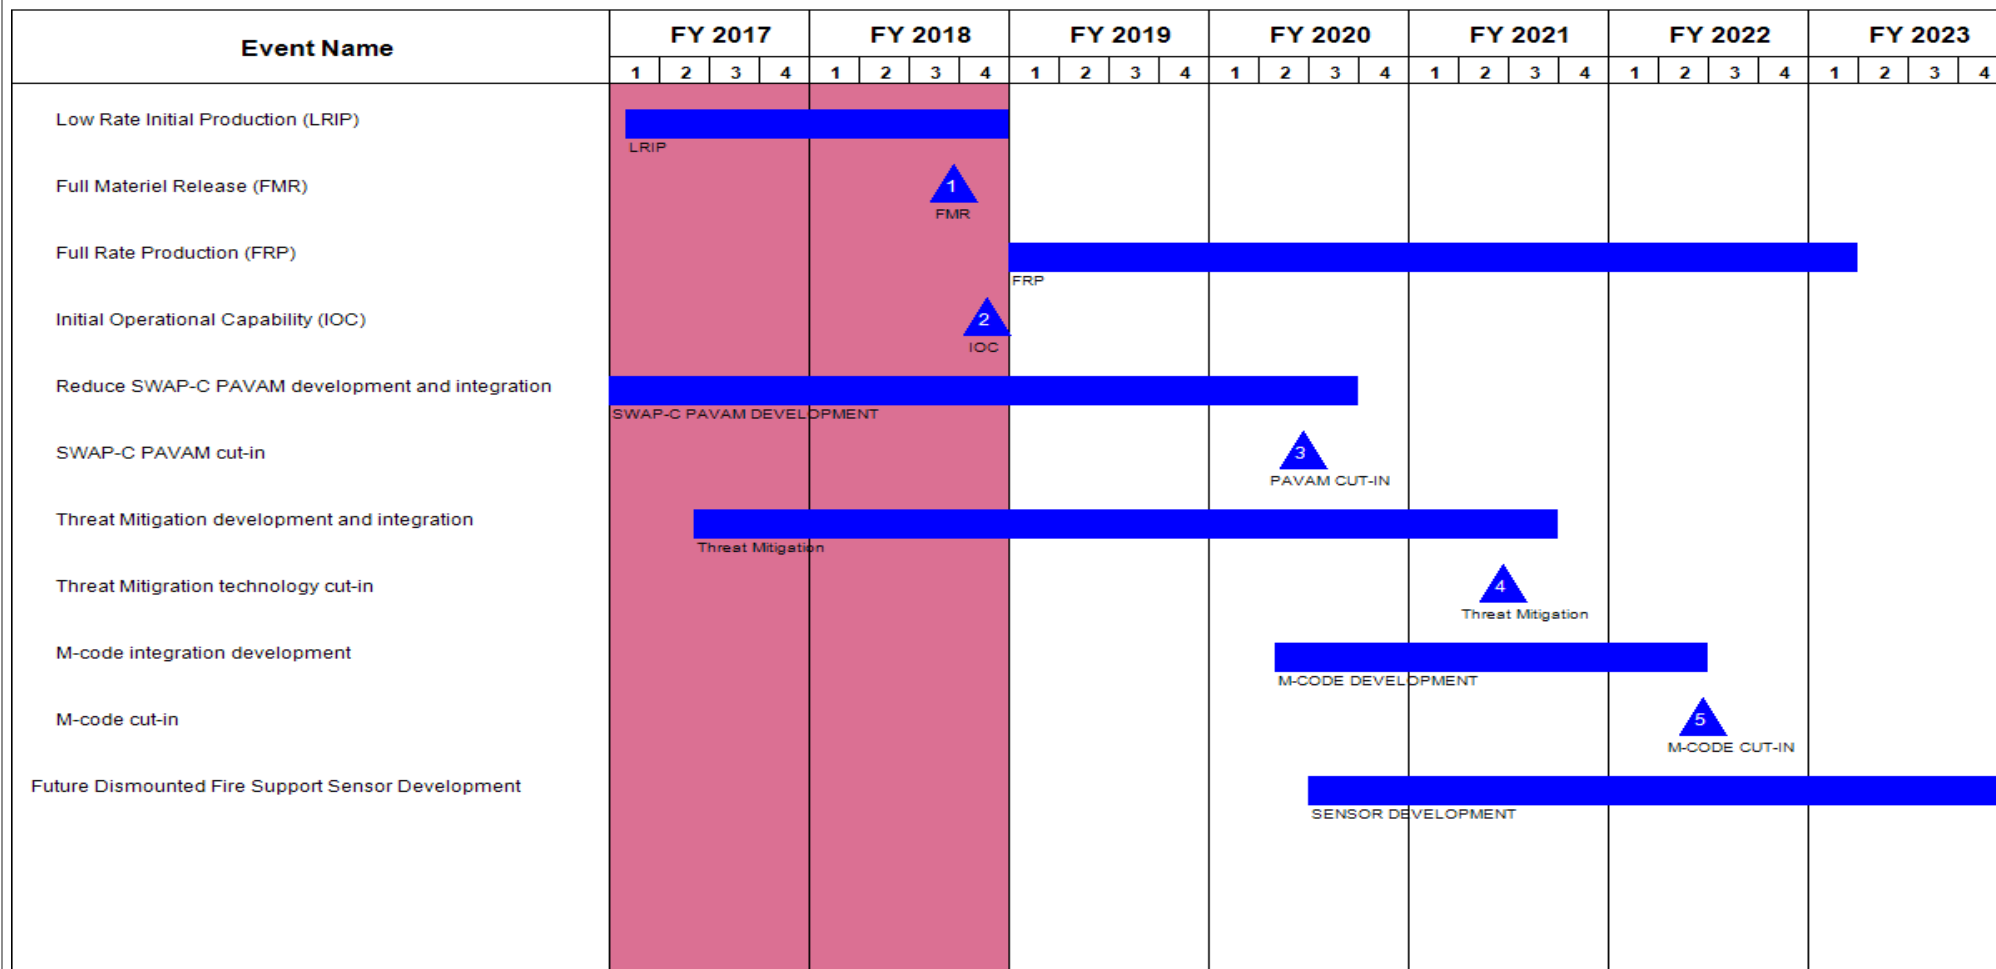 Event Name
FY 2017 FY 2018 FY 2019 FY 2020 FY 2021 FY 2022 FY 2023
1 2 3 4 1 2 3 4 1 2 3 4 1 2 3 4 1 2 3 4 1 2 3 4 1 2 3 4
Low Rate Initial Production (LRIP)
LRIP
Full Materiel Release (FMR)
1
FMR
Full Rate Production (FRP)
FRP
Initial Operational Capability (IOC)
2
IOC
Reduce SWAP-C PAVAM development and integration
SWAP-C PAVAM DEVELOPMENT
SWAP-C PAVAM cut-in
3
PAVAM CUT-IN
Threat Mitigation development and integration
Threat Mitigation
Threat Mitigration technology cut-in
4
Threat Mitigation
M-code integration development
M-CODE DEVELOPMENT
M-code cut-in
5
M-CODE CUT-IN
Future Dismounted Fire Support Sensor Development
SENSOR DEVELOPMENT